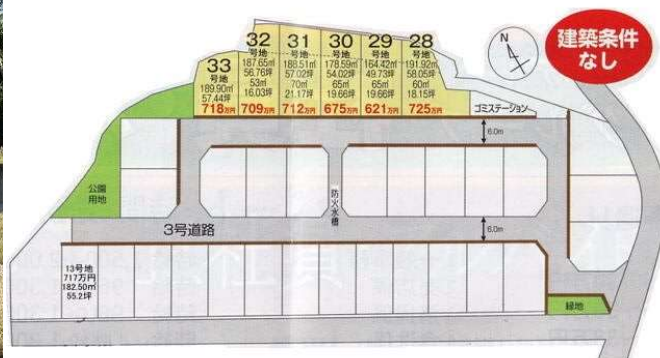 建築条件
なし
N
33
号地
189.90㎡
57.44坪
718万円
32
号地
187.65㎡
56.76坪
53㎡
16.03坪
709万円
31
号地
188.51㎡
57.02坪
70㎡
21.17坪
712万円
30
号地
178.59㎡
54.02坪
65㎡
19.66坪
675万円
29
号地
164.42㎡
49.73坪
65㎡
19.66坪
621万円
28
号地
191.92㎡
58.05坪
60㎡
18.15坪
725万円
ゴミステーション
6.0m
公園
用地
防火水槽
3号道路
6.0m
13号地
717万円
182.50㎡
55.2坪
緑地